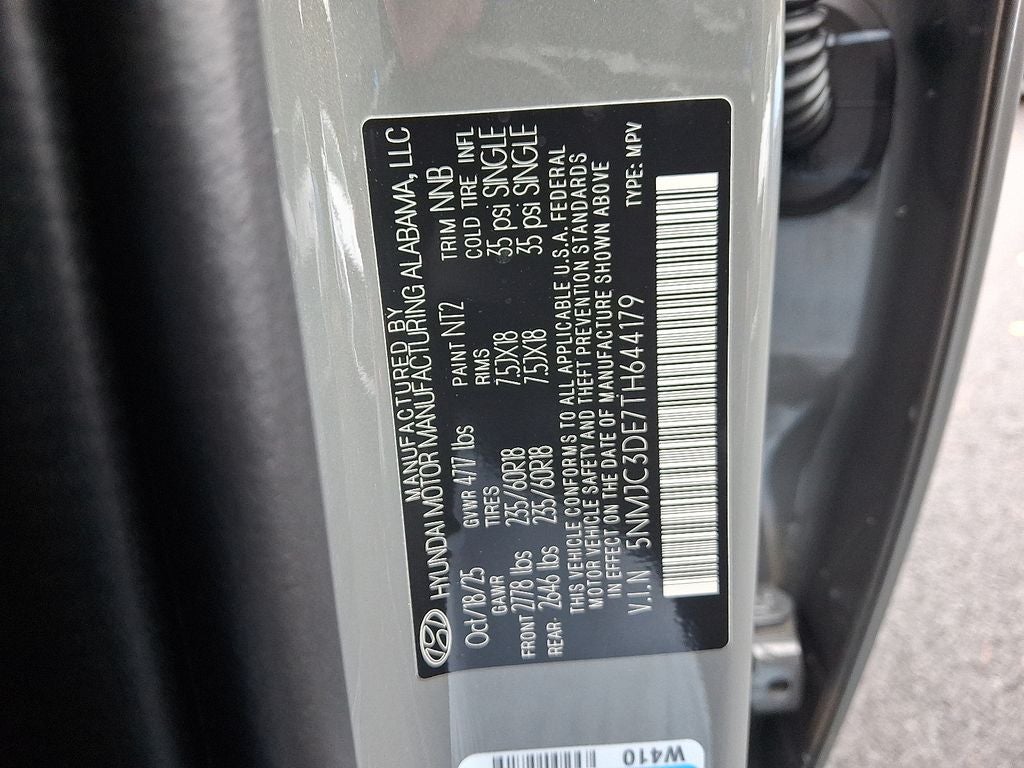 MANUFACTURED BY
HYUNDAI MOTOR MANUFACTURING ALABAMA, LLC
Oct/18/25 GVWR 4717 lbs PAINT NT2 TRIM NNB
GAWR TIRES RIMS COLD TIRE INFL
FRONT 2778 lbs 235/60R18 7.5JX18 35 psi SINGLE
REAR- 2646 lbs 235/60R18 7.5JX18 35 psi SINGLE
THIS VEHICLE CONFORMS TO ALL APPLICABLE U.S.A. FEDERAL
MOTOR VEHICLE SAFETY AND THEFT PREVENTION STANDARDS
IN EFFECT ON THE DATE OF MANUFACTURE SHOWN ABOVE
V.I.N 5NMJC3DE7TH644179 TYPE: MPV
W410